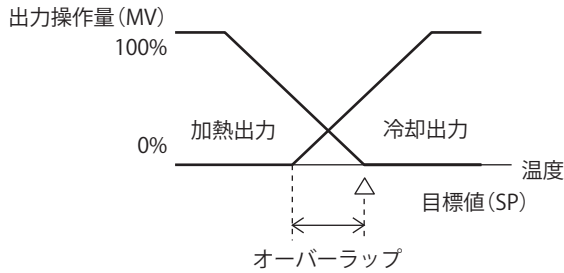 出力操作量(MV)
100%
加熱出力
冷却出力
0%
温度
目標値(SP)
オーバーラップ